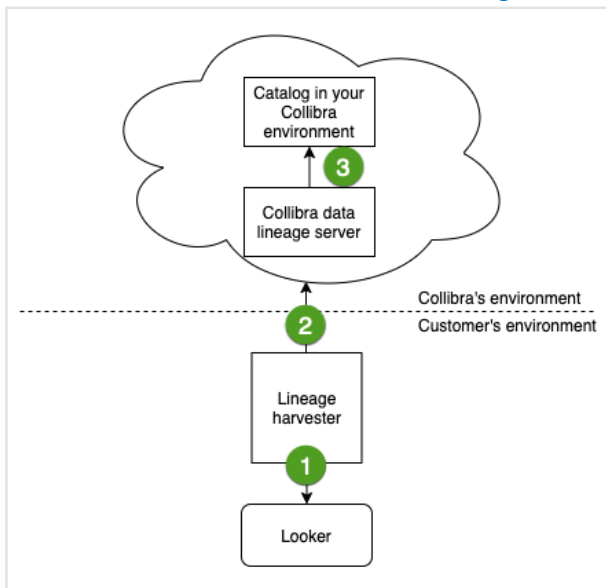 Catalog in your
Collibra
environment
3
Collibra data
lineage server
Collibra's environment
2
Customer's environment
Lineage
harvester
1
Looker